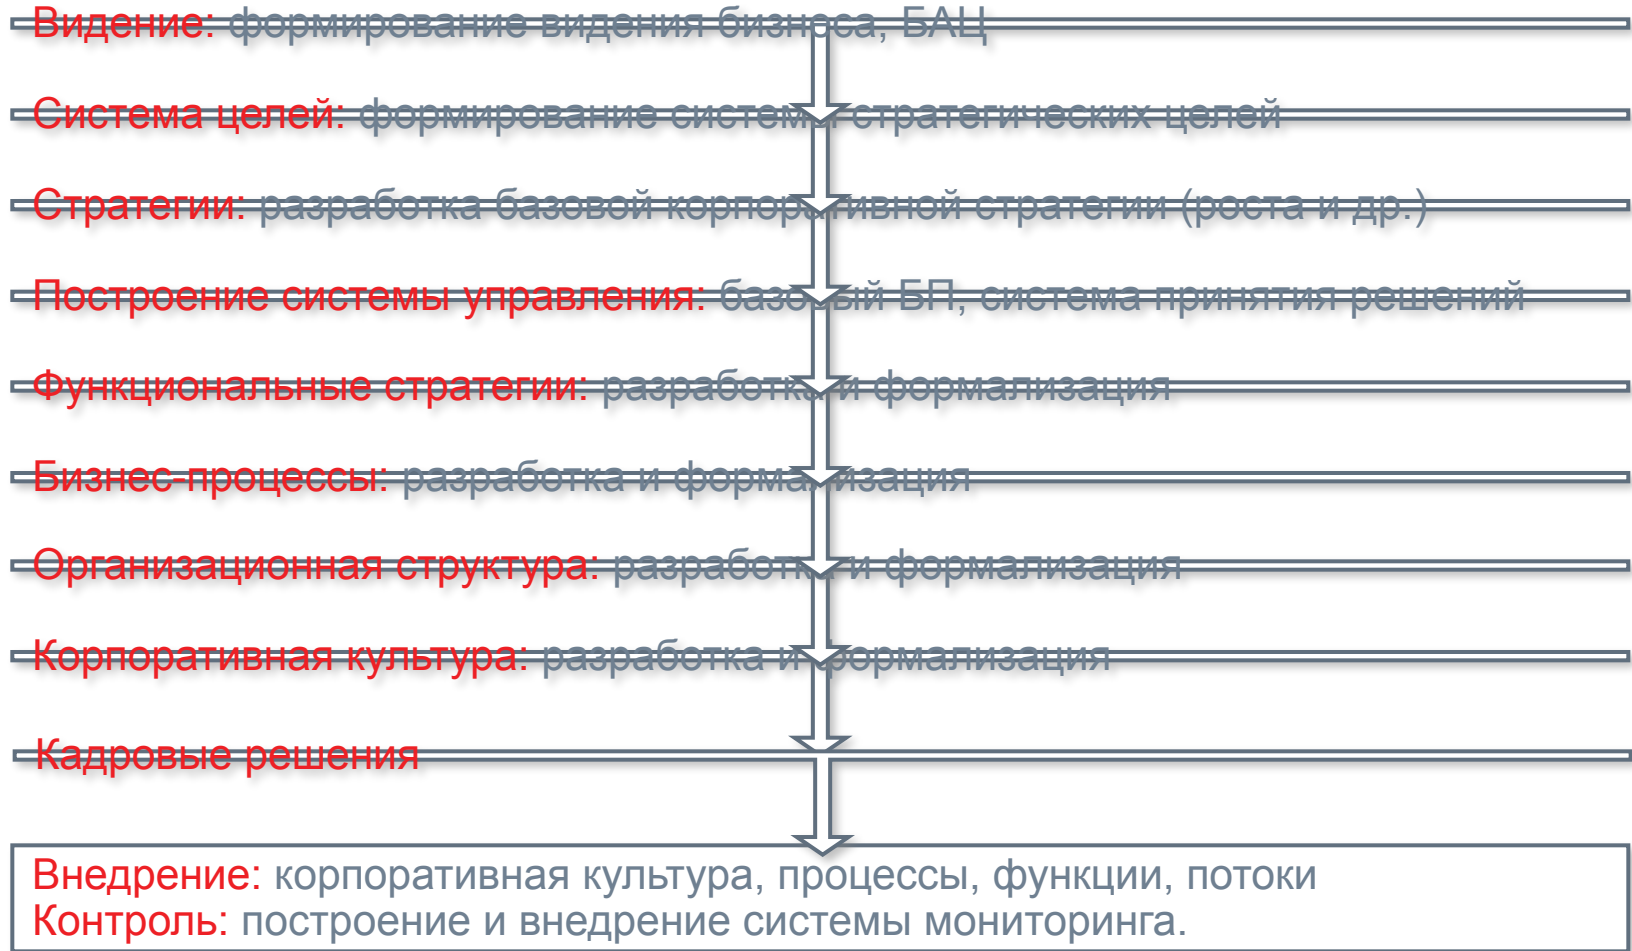 Видение: формирование видения бизнеса, БАЦ
Система целей: формирование системы стратегических целей
Стратегии: разработка базовой корпоративной стратегии (роста и др.)
Построение системы управления: базовый БП, система принятия решений
Функциональные стратегии: разработка и формализация
Бизнес-процессы: разработка и формализация
Организационная структура: разработка и формализация
Корпоративная культура: разработка и формализация
Кадровые решения
Внедрение: корпоративная культура, процессы, функции, потоки
Контроль: построение и внедрение системы мониторинга.